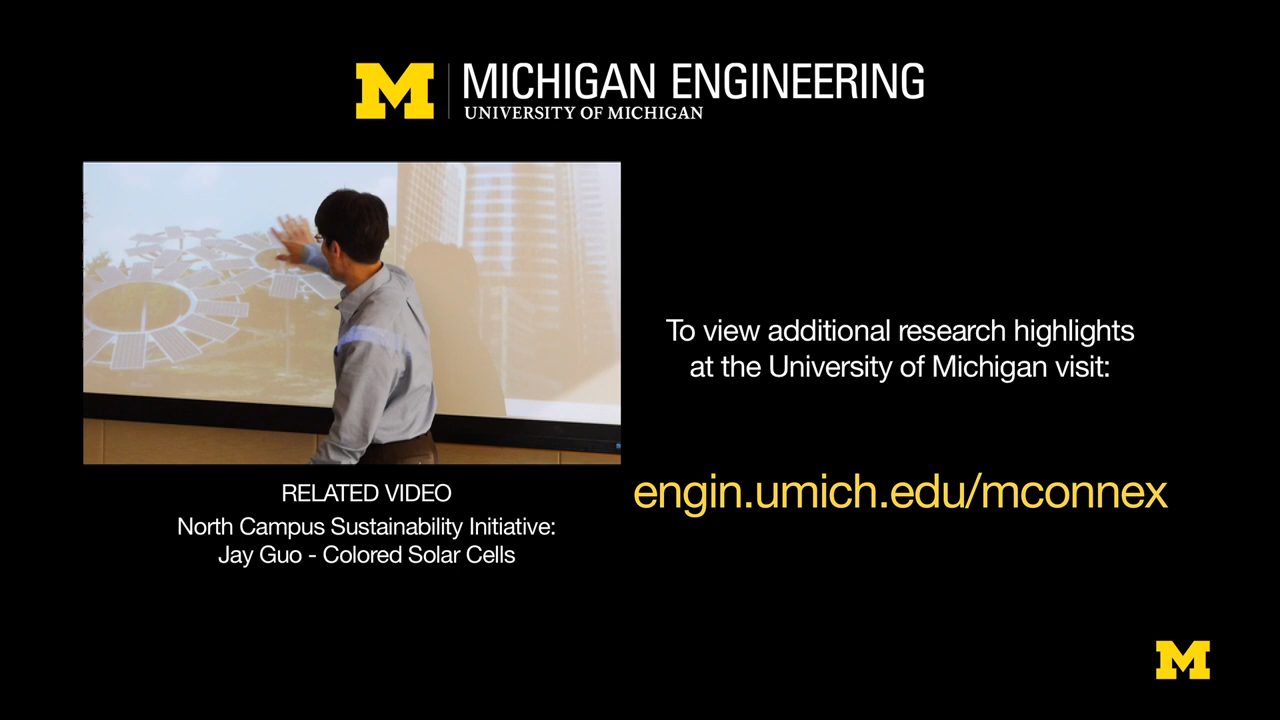 M
MICHIGAN ENGINEERING
UNIVERSITY OF MICHIGAN
RELATED VIDEO
North Campus Sustainability Initiative:
Jay Guo - Colored Solar Cells
To view additional research highlights
at the University of Michigan visit:
engin.umich.edu/mconnex
M